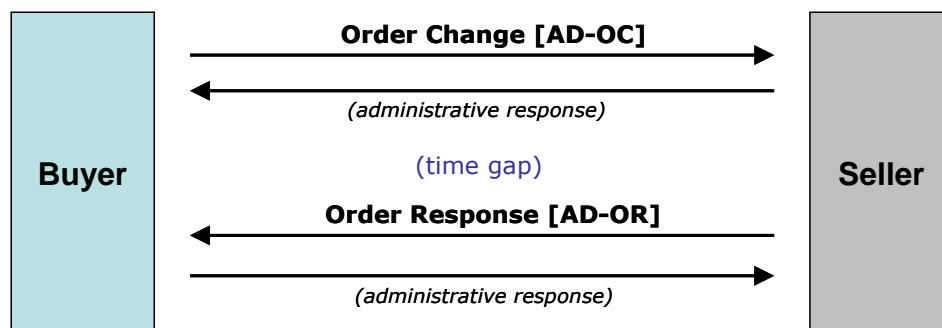 Order Change [AD-OC]
(administrative response)
Buyer
(time gap)
Seller
Order Response [AD-OR]
(administrative response)